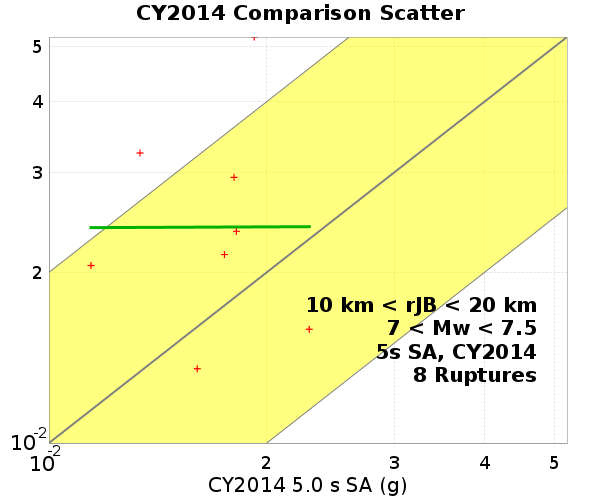 CY2014 Comparison Scatter
5
4
3
2
10 km < rJB < 20 km
7 < Mw < 7.5
5s SA, CY2014
8 Ruptures
10-2
10-2 2 3 4 5
CY2014 5.0 s SA (g)